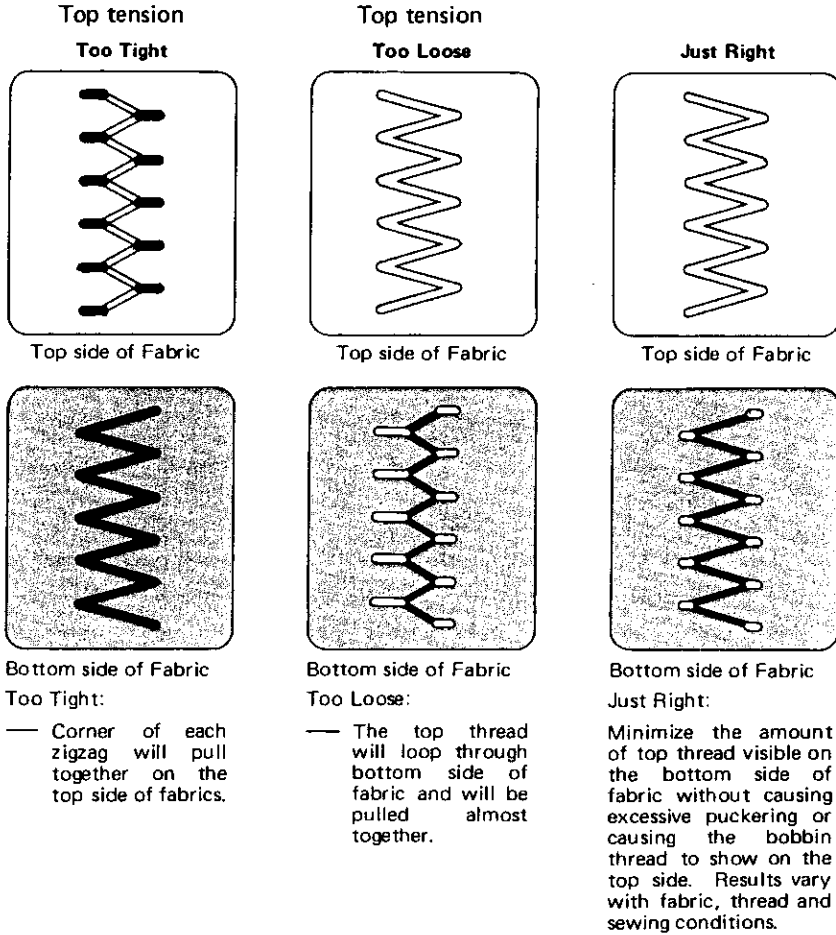 Top tension
Too Tight
Top side of Fabric
Bottom side of Fabric
Too Tight:
— Corner of each
zigzag will pull
together on the
top side of fabrics.
Top tension
Too Loose
Top side of Fabric
Bottom side of Fabric
Too Loose:
— The top thread
will loop through
bottom side of
fabric and will be
pulled almost
together.
Just Right
Top side of Fabric
Bottom side of Fabric
Just Right:
Minimize the amount
of top thread visible on
the bottom side of
fabric without causing
excessive puckering or
causing the bobbin
thread to show on the
top side. Results vary
with fabric, thread and
sewing conditions.